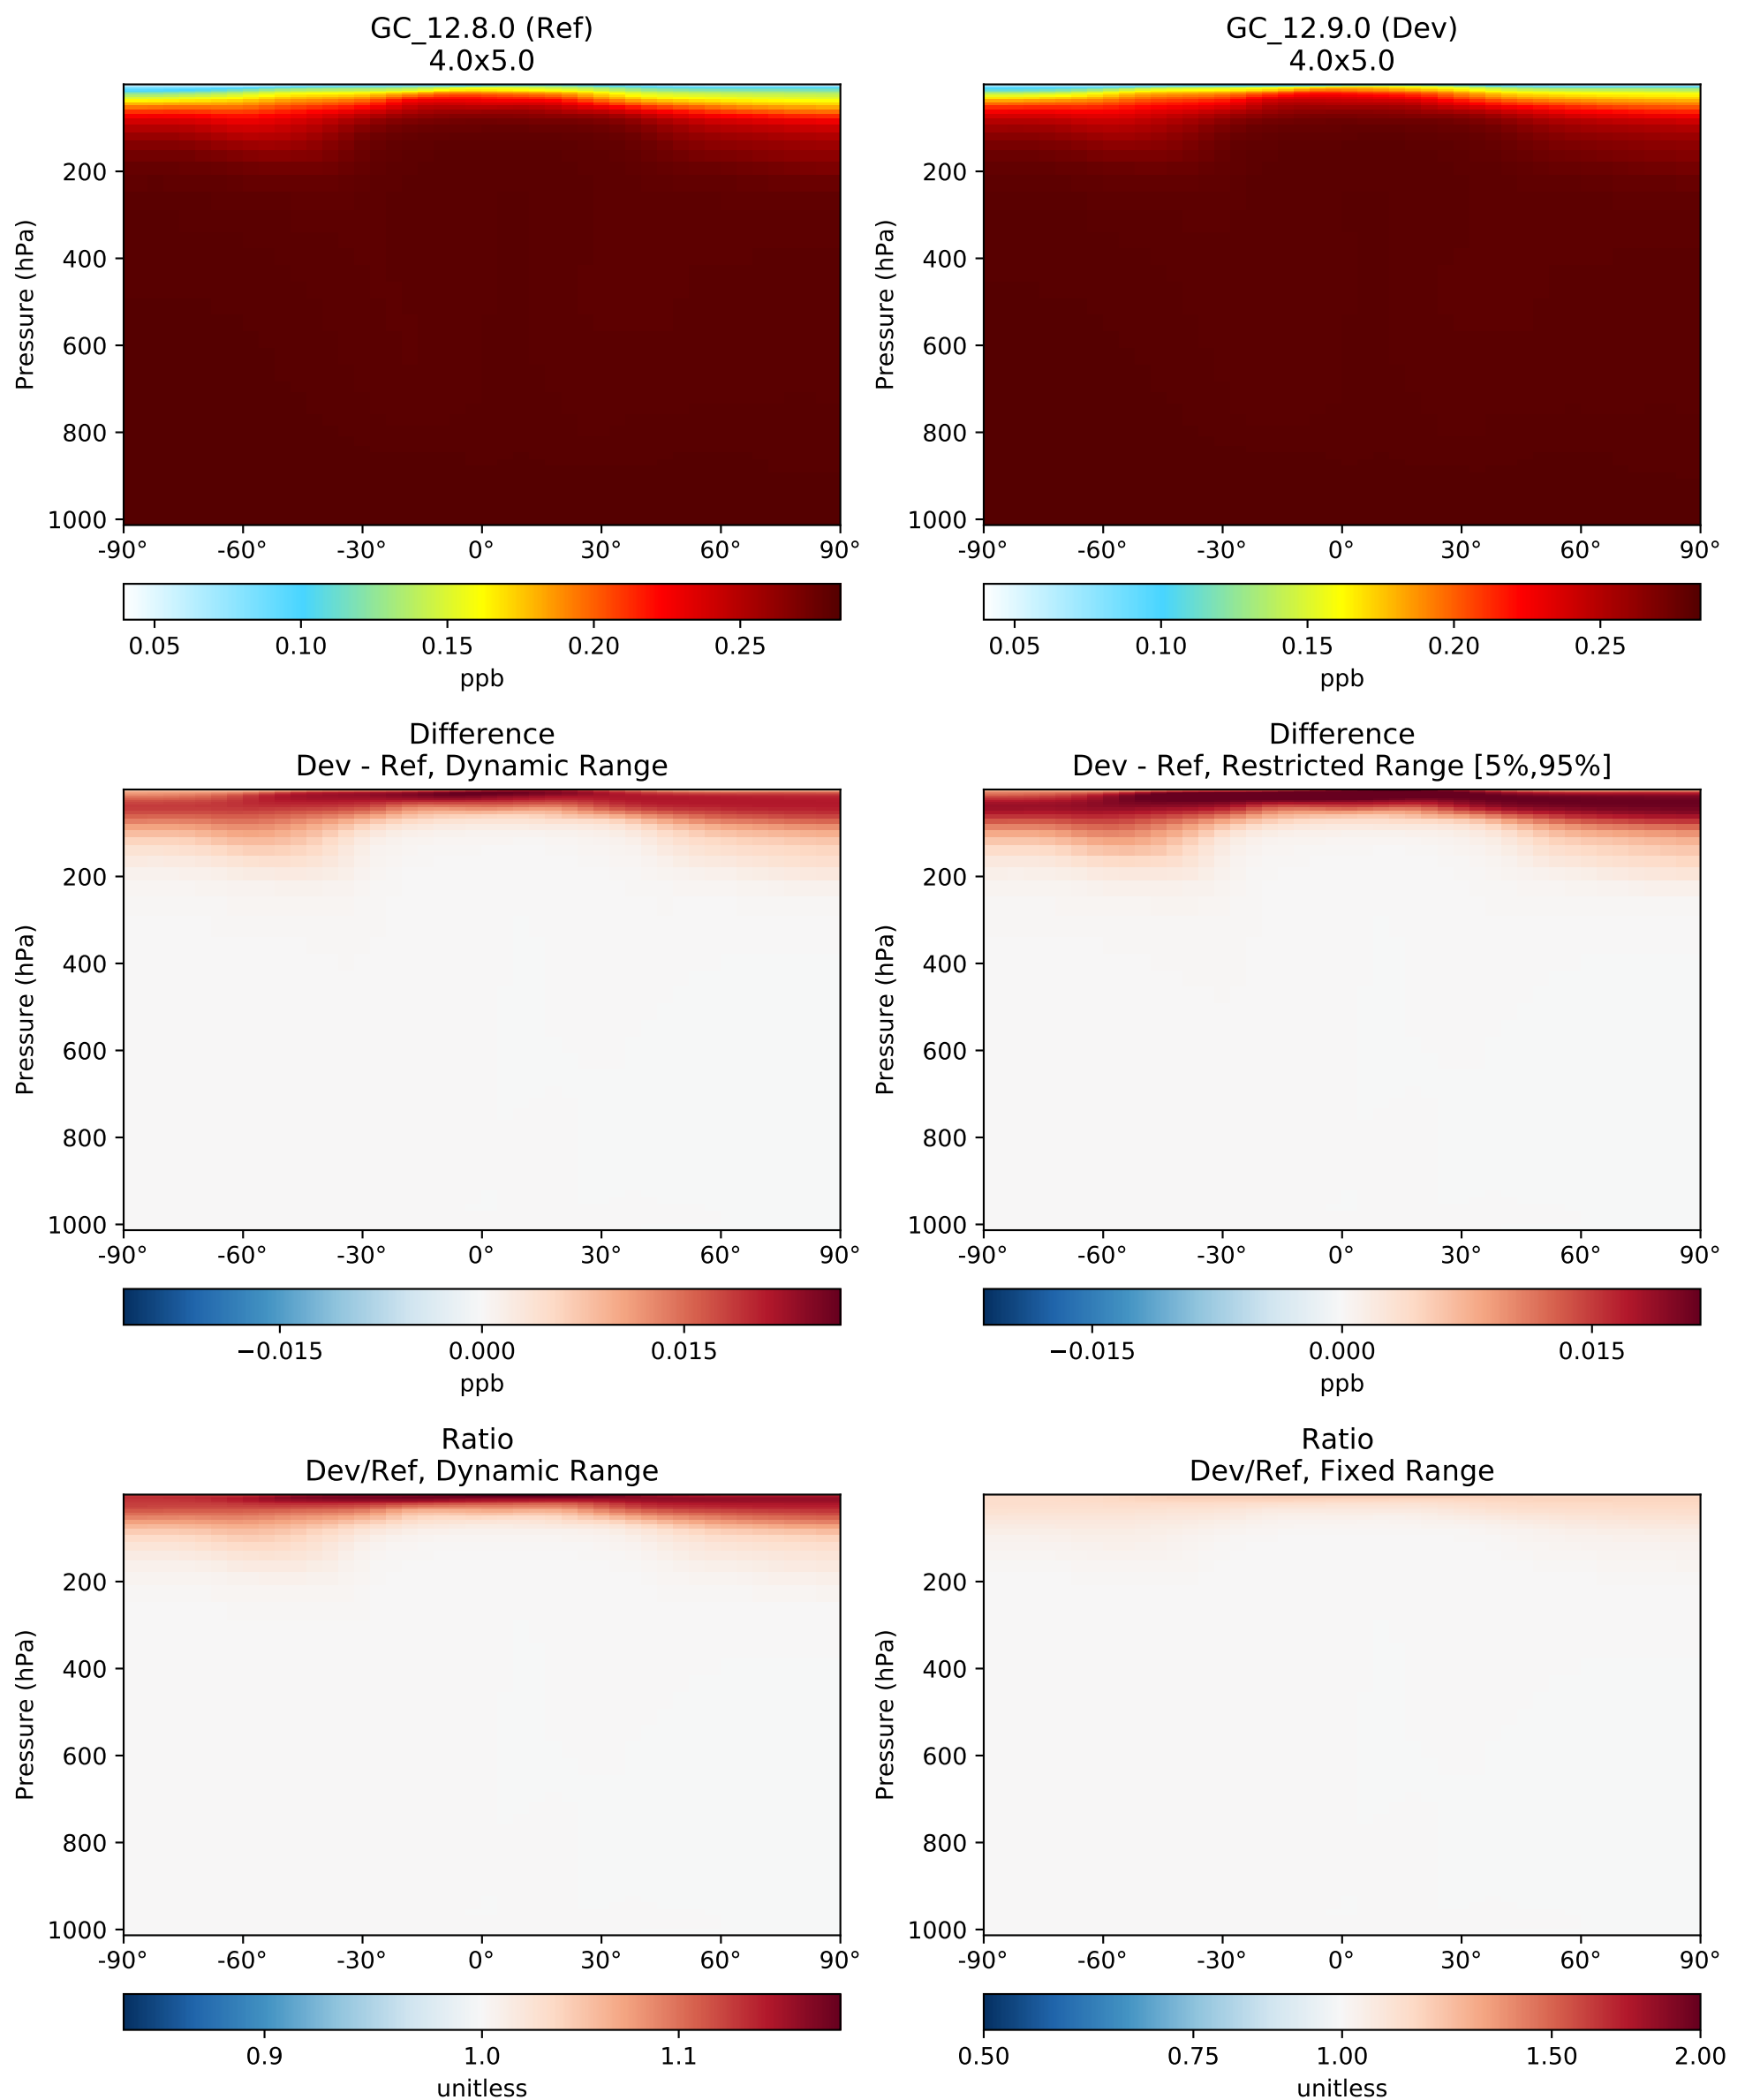 GC_12.8.0 (Ref)
4.0x5.0
Pressure (hPa)
200
400
600
800
1000
-90° -60° -30° 0° 30° 60° 90°
0.05 0.10 0.15 0.20 0.25
ppb
GC_12.9.0 (Dev)
4.0x5.0
Pressure (hPa)
200
400
600
800
1000
-90° -60° -30° 0° 30° 60° 90°
0.05 0.10 0.15 0.20 0.25
ppb
Difference
Dev - Ref, Dynamic Range
Pressure (hPa)
200
400
600
800
1000
-90° -60° -30° 0° 30° 60° 90°
−0.015 0.000 0.015
ppb
Difference
Dev - Ref, Restricted Range [5%,95%]
Pressure (hPa)
200
400
600
800
1000
-90° -60° -30° 0° 30° 60° 90°
−0.015 0.000 0.015
ppb
Ratio
Dev/Ref, Dynamic Range
Pressure (hPa)
200
400
600
800
1000
-90° -60° -30° 0° 30° 60° 90°
0.9 1.0 1.1
unitless
Ratio
Dev/Ref, Fixed Range
Pressure (hPa)
200
400
600
800
1000
-90° -60° -30° 0° 30° 60° 90°
0.50 0.75 1.00 1.50 2.00
unitless